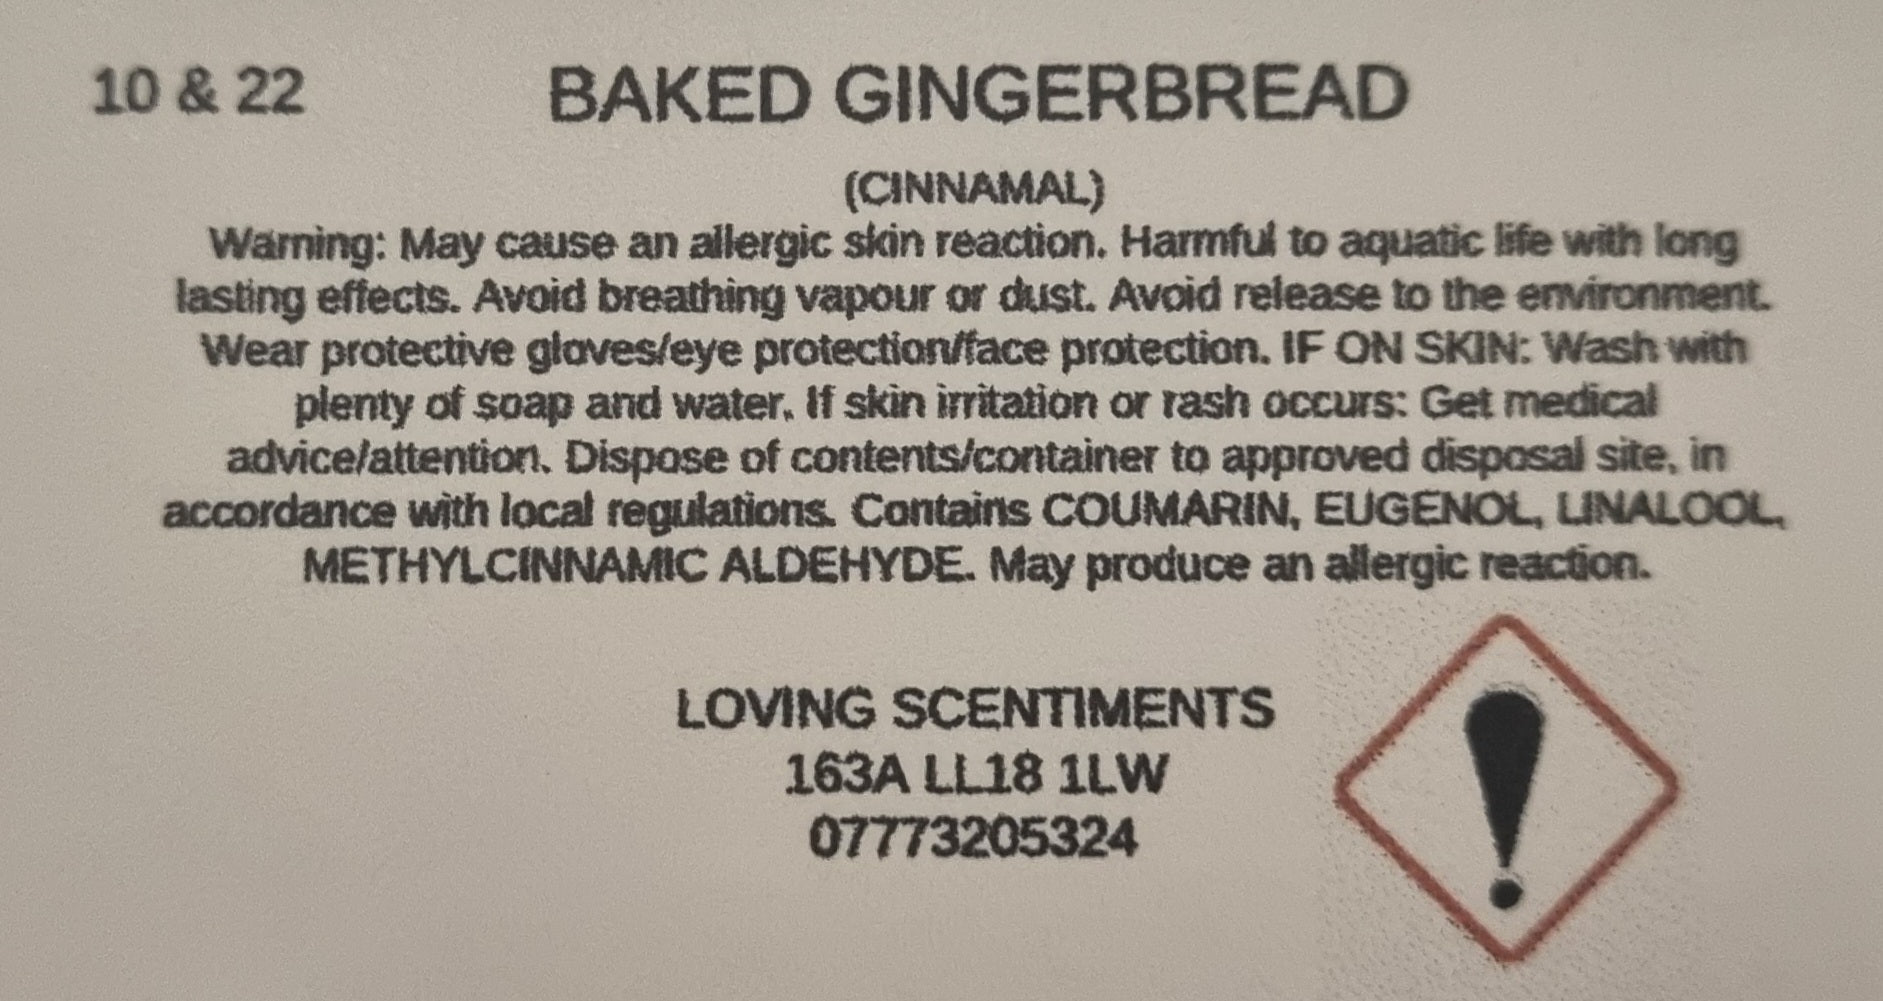 10 & 22
BAKED GINGERBREAD
(CINNAMAL)
Warning: May cause an allergic skin reaction. Harmful to aquatic life with long
lasting effects. Avoid breathing vapour or dust. Avoid release to the environment.
Wear protective gloves/eye protection/face protection. IF ON SKIN: Wash with
plenty of soap and water. If skin irritation or rash occurs: Get medical
advice/attention. Dispose of contents/container to approved disposal site, in
accordance with local regulations. Contains COUMARIN, EUGENOL, LINALOOL,
METHYLCINNAMIC ALDEHYDE. May produce an allergic reaction.
LOVING SCENTIMENTS
163A LL18 1LW
07773205324